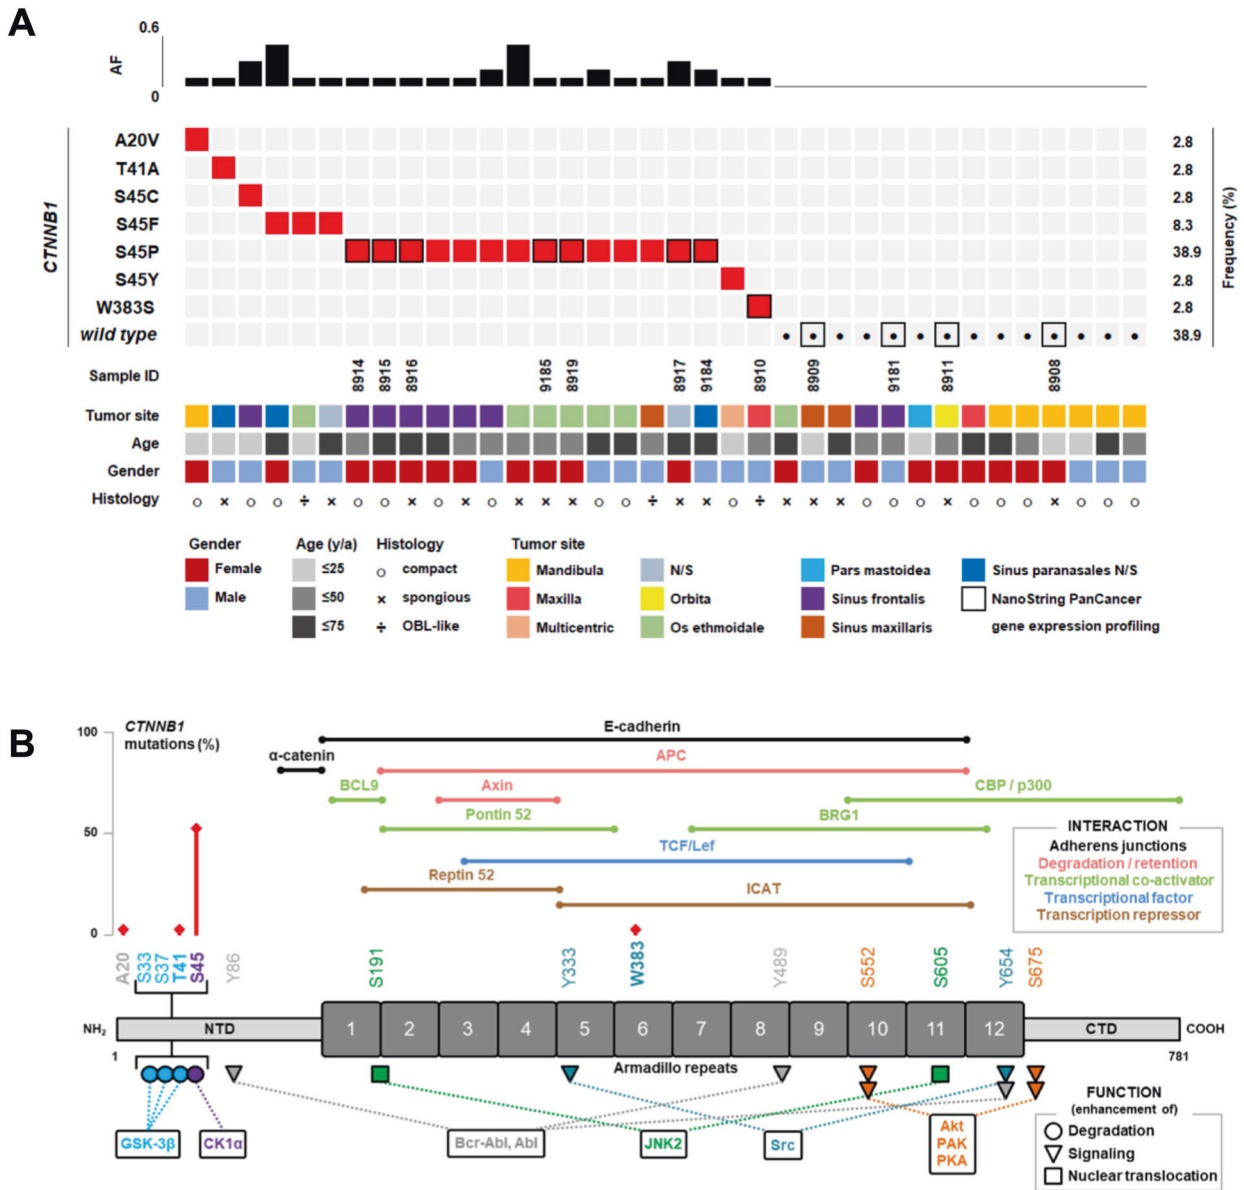 A
0.6
AF
0
CTNNB1
A20V 2.8
T41A 2.8
S45C 2.8
S45F 8.3
S45P 38.9
S45Y 2.8
W383S 2.8
wild type 38.9
Frequency (%)
Sample ID 8914 8915 8916 9185 8919 8917 9184 8910 8909 9181 8911 8908
Tumor site
Age
Gender
Histology
Gender Age (y/a) Histology Tumor site
Female ≤25 compact Mandibula N/S Pars mastoidea Sinus paranasales N/S
Male ≤50 spongious Maxilla Orbita Sinus frontalis NanoString PanCancer
≤75 OBL-like Multicentric Os ethmoidale Sinus maxillaris gene expression profiling
B
100
CTNNB1
mutations (%)
E-cadherin
α-catenin
APC
BCL9 Axin CBP / p300
50
Pontin 52 BRG1
TCF/Lef
Reptin 52 ICAT
0
INTERACTION
Adherens junctions
Degradation / retention
Transcriptional co-activator
Transcriptional factor
Transcription repressor
A20 S33 S37 T41 S45 Y86 S191 Y333 W383 Y489 S552 S605 Y654 S675
NH2 NTD 1 2 3 4 5 6 7 8 9 10 11 12 CTD COOH
1 Armadillo repeats 781
GSK-3β CK1α Bcr-Abl, Abl JNK2 Src Akt
PAK
PKA
FUNCTION
(enhancement of)
Degradation
Signaling
Nuclear translocation